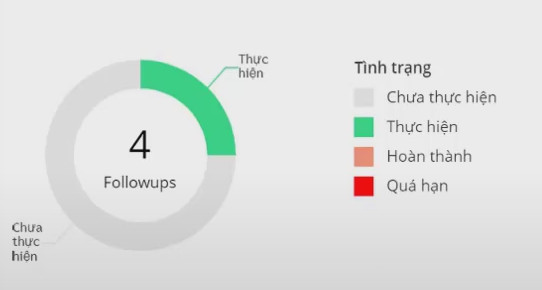 Thực
hiện
Tình trạng
Chưa thực hiện
Thực hiện
Hoàn thành
Quá hạn
4
Followups
Chưa
thực
hiện